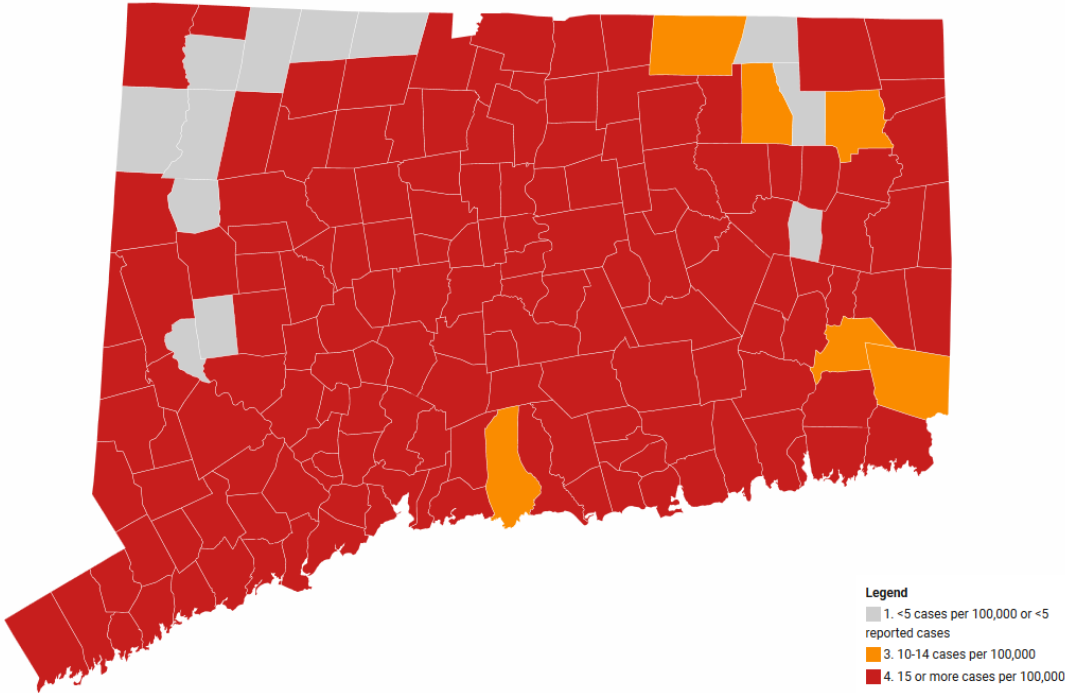 Legend
1. <5 cases per 100,000 or <5
reported cases
3. 10-14 cases per 100,000
4. 15 or more cases per 100,000